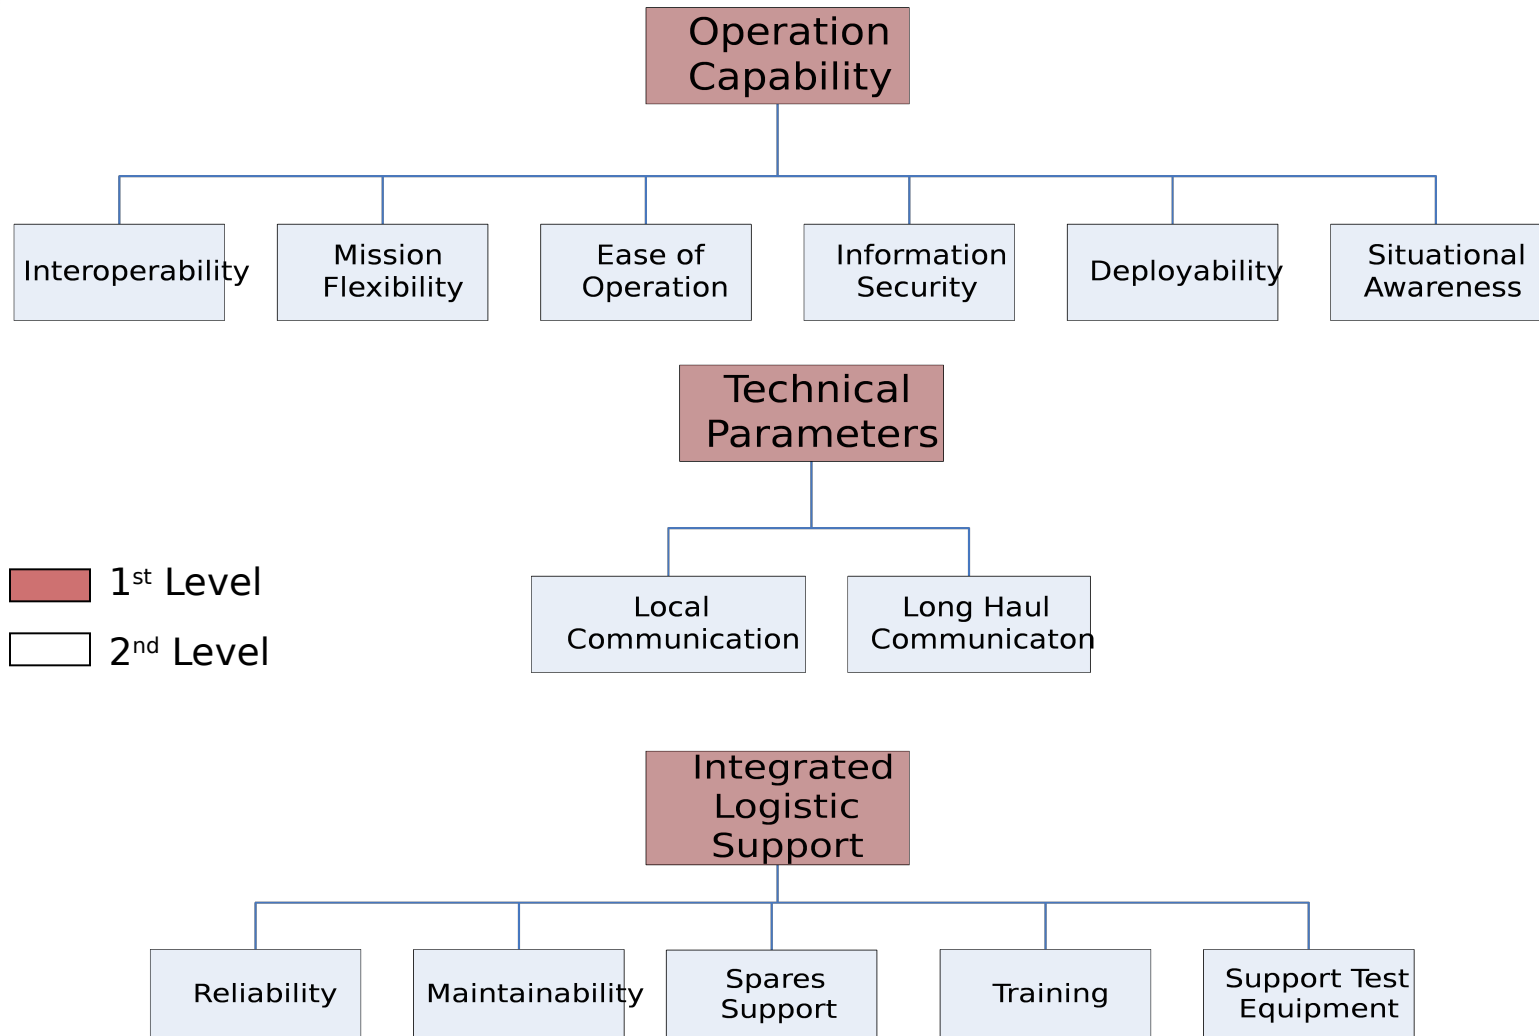 Operation
Capability
Interoperability
Mission
Flexibility
Ease of
Operation
Information
Security
Deployability
Situational
Awareness
Technical
Parameters
Local
Communication
Long Haul
Communicaton
1st Level
2nd Level
Integrated
Logistic
Support
Reliability
Maintainability
Spares
Support
Training
Support Test
Equipment